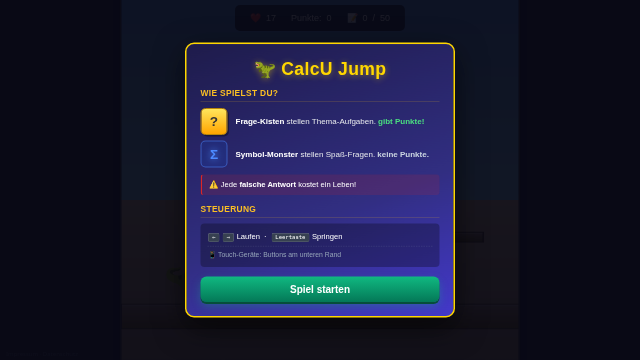 17 Punkte: 0 0 / 50
CalcU Jump
WIE SPIELST DU?
? Frage-Kisten stellen Thema-Aufgaben. gibt Punkte!
Σ Symbol-Monster stellen Spaß-Fragen. keine Punkte.
⚠️ Jede falsche Antwort kostet ein Leben!
STEUERUNG
← → Laufen · Leertaste Springen
Touch-Geräte: Buttons am unteren Rand
Spiel starten